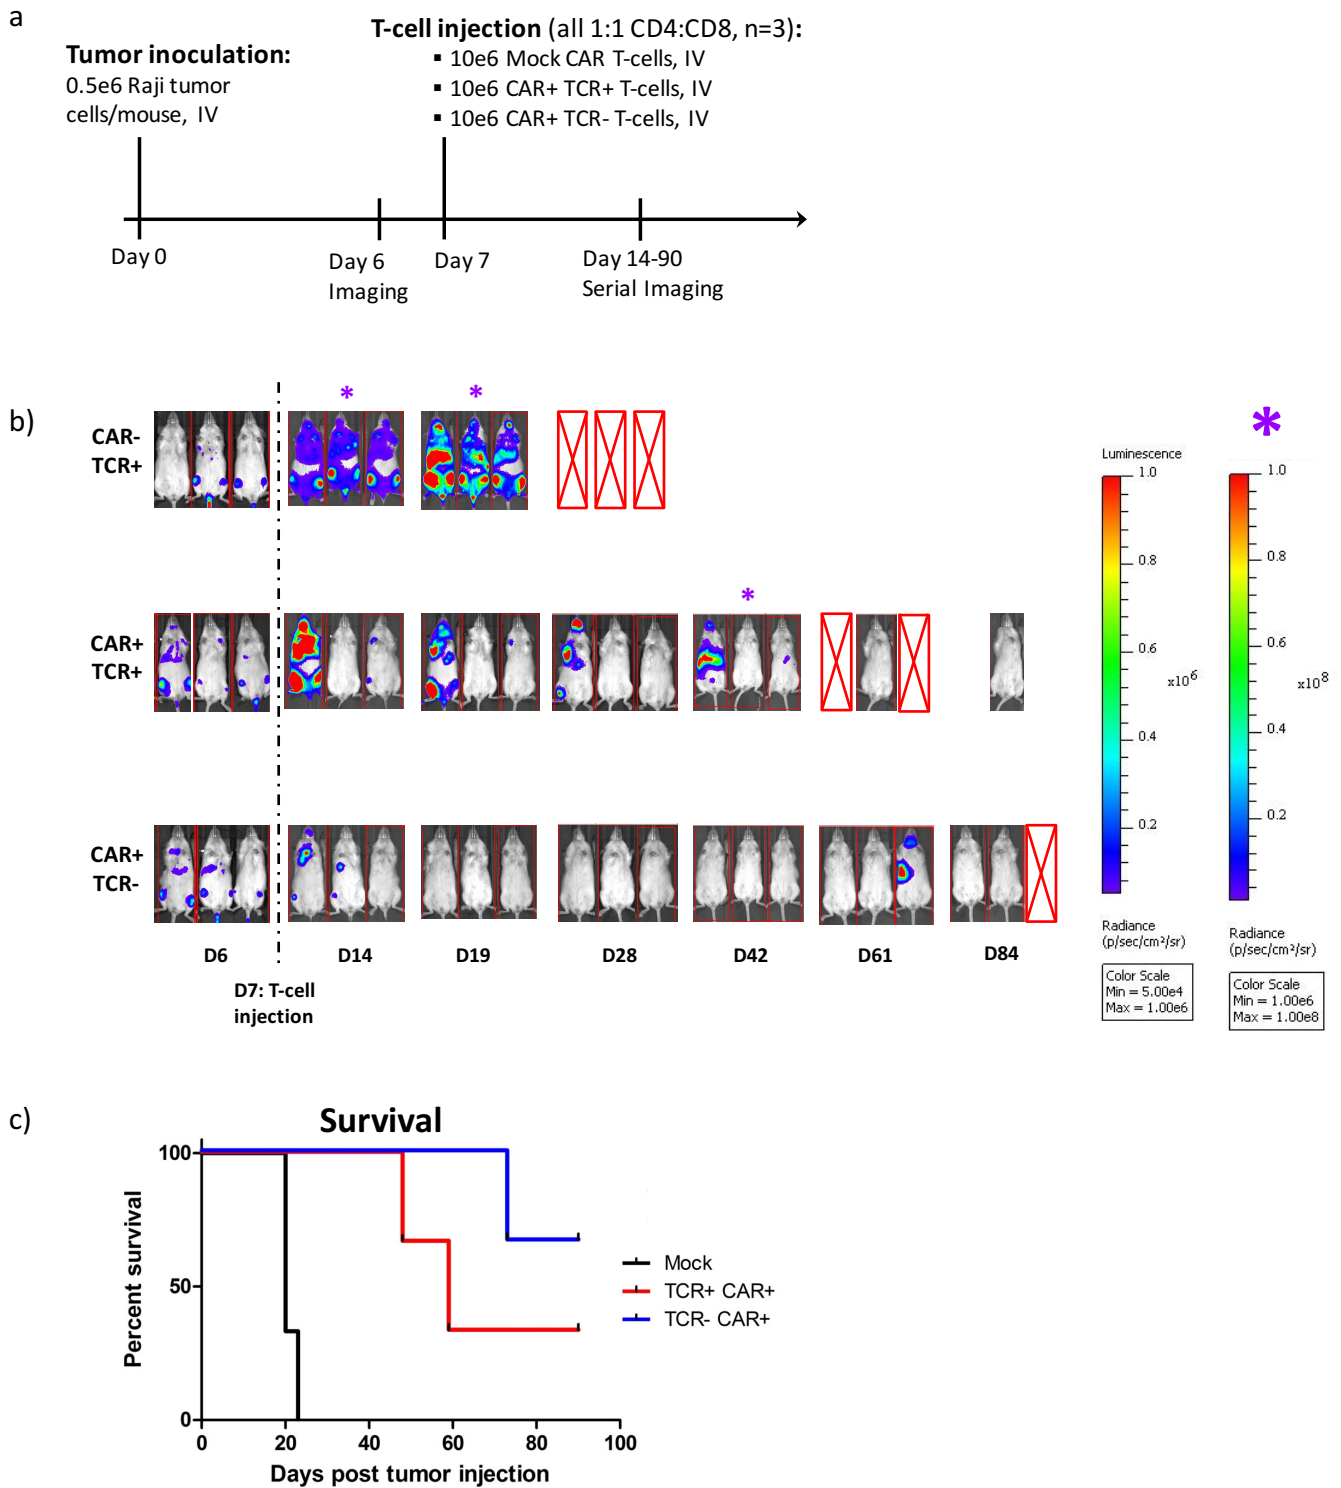 a
T-cell injection (all 1:1 CD4:CD8, n=3):
Tumor inoculation:
▪ 10e6 Mock CAR T-cells, IV
0.5e6 Raji tumor
▪ 10e6 CAR+ TCR+ T-cells, IV
cells/mouse, IV
▪ 10e6 CAR+ TCR- T-cells, IV
Day 0
Day 6
Imaging
Day 7
Day 14-90
Serial Imaging
b)
*
*
*
CAR-
TCR+
*
CAR+
TCR+
CAR+
TCR-
D6
D14
D19
D28
D42
D61
D84
D7: T-cell
injection
Luminescence
1.0
0.8
0.6
x10^6
0.4
0.2
Radiance
(p/sec/cm²/sr)
Color Scale
Min = 5.00e4
Max = 1.00e6
1.0
0.8
0.6
x10^8
0.4
0.2
Radiance
(p/sec/cm²/sr)
Color Scale
Min = 1.00e6
Max = 1.00e8
c)
Survival
Percent survival
100
50
0
0 20 40 60 80 100
Days post tumor injection
Mock
TCR+ CAR+
TCR- CAR+